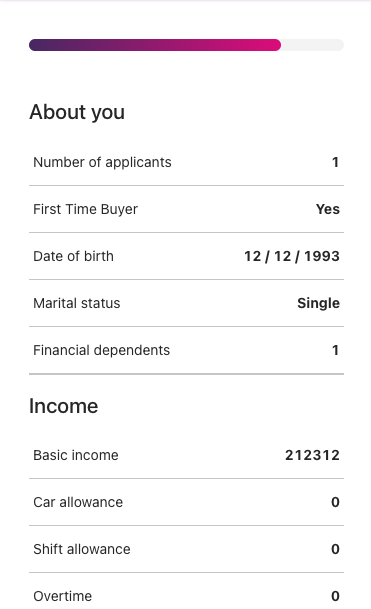 About you
Number of applicants 1
First Time Buyer Yes
Date of birth 12 / 12 / 1993
Marital status Single
Financial dependents 1
Income
Basic income 212312
Car allowance 0
Shift allowance 0
Overtime 0